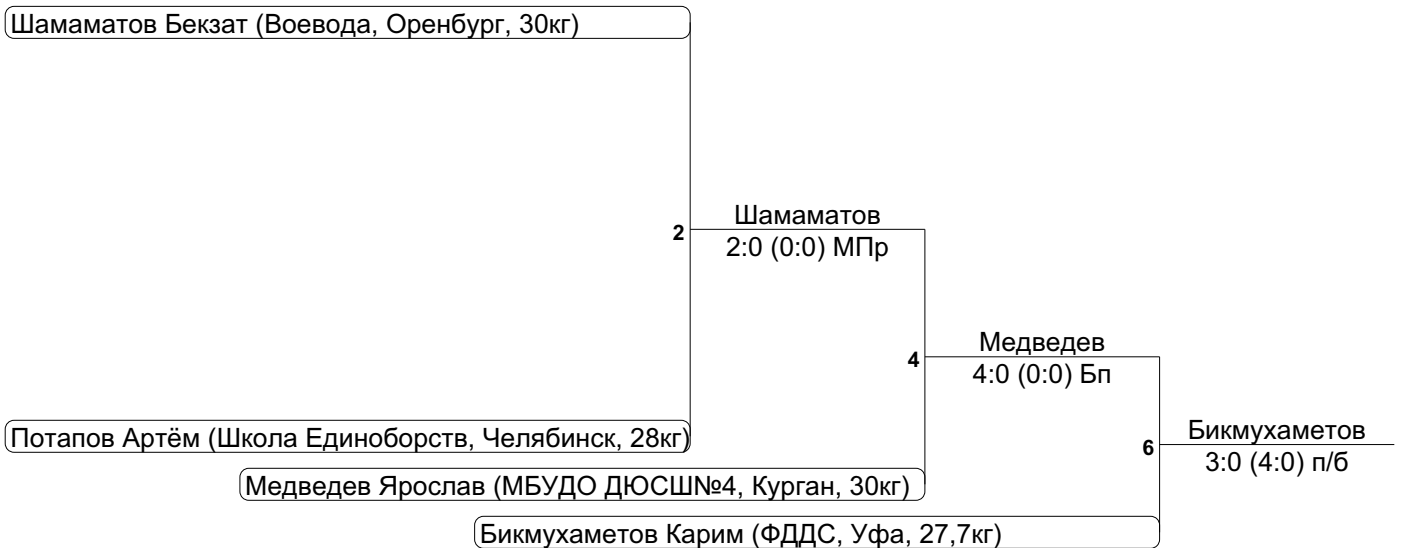 Шамаматов Бекзат (Воевода, Оренбург, 30кг)
Шамаматов
2
2:0 (0:0) МПр
Медведев
4
4:0 (0:0) Бп
Потапов Артём (Школа Единоборств, Челябинск, 28кг)
Бикмухаметов
6
3:0 (4:0) п/б
Медведев Ярослав (МБУДО ДЮСШ№4, Курган, 30кг)
Бикмухаметов Карим (ФДДС, Уфа, 27,7кг)